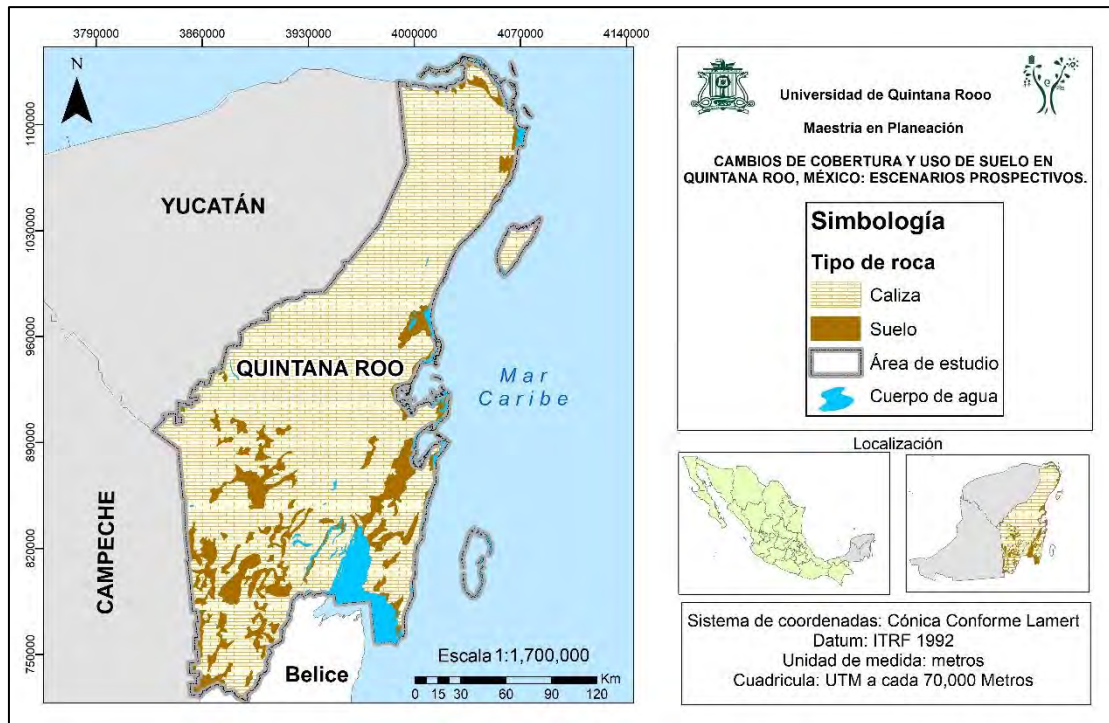 3790000 3860000 3930000 4000000 4070000 4140000
N
1100000
1030000
960000
890000
820000
750000
YUCATÁN
QUINTANA ROO
CAMPECHE
Mar
Caribe
Belice
Escala 1:1,700,000
Km
0 15 30 60 90 120
Universidad de Quintana Rooo
Maestría en Planeación
CAMBIOS DE COBERTURA Y USO DE SUELO EN
QUINTANA ROO, MÉXICO: ESCENARIOS PROSPECTIVOS.
Simbología
Tipo de roca
Caliza
Suelo
Área de estudio
Cuerpo de agua
Localización
Sistema de coordenadas: Cónica Conforme Lamert
Datum: ITRF 1992
Unidad de medida: metros
Cuadricula: UTM a cada 70,000 Metros